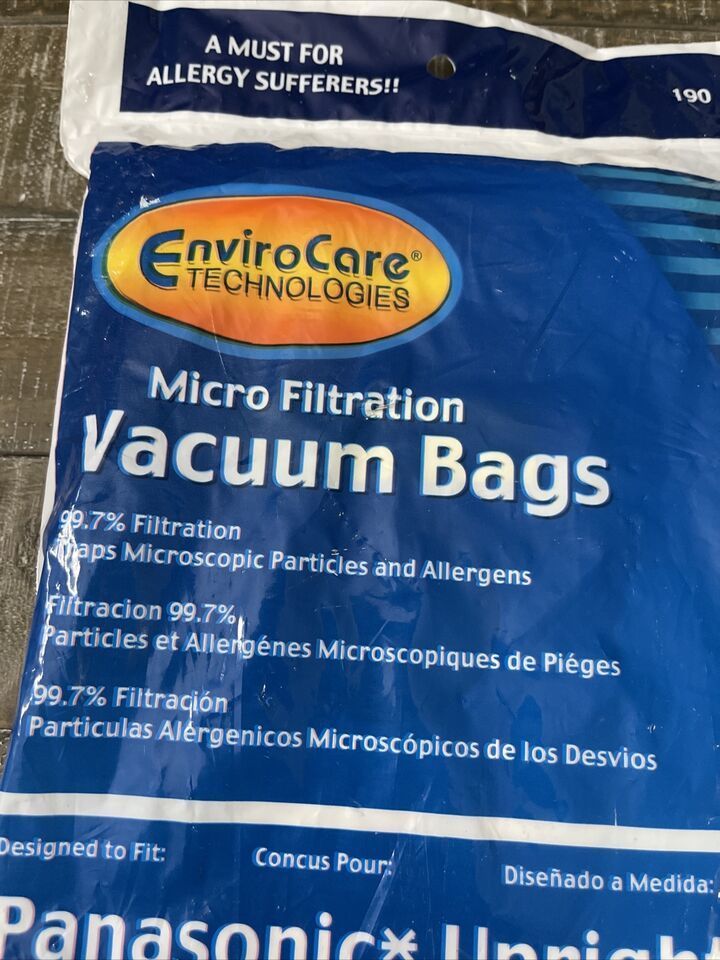 A MUST FOR
ALLERGY SUFFERERS!!
190
EnviroCare®
TECHNOLOGIES
Micro Filtration
Vacuum Bags
99.7% Filtration
Traps Microscopic Particles and Allergens
Filtracion 99.7%
Particles et Allergénes Microscopiques de Piéges
99.7% Filtración
Particulas Alérgenicos Microscópicos de los Desvios
Designed to Fit:
Concus Pour:
Diseñado a Medida:
Panasonic* Upright